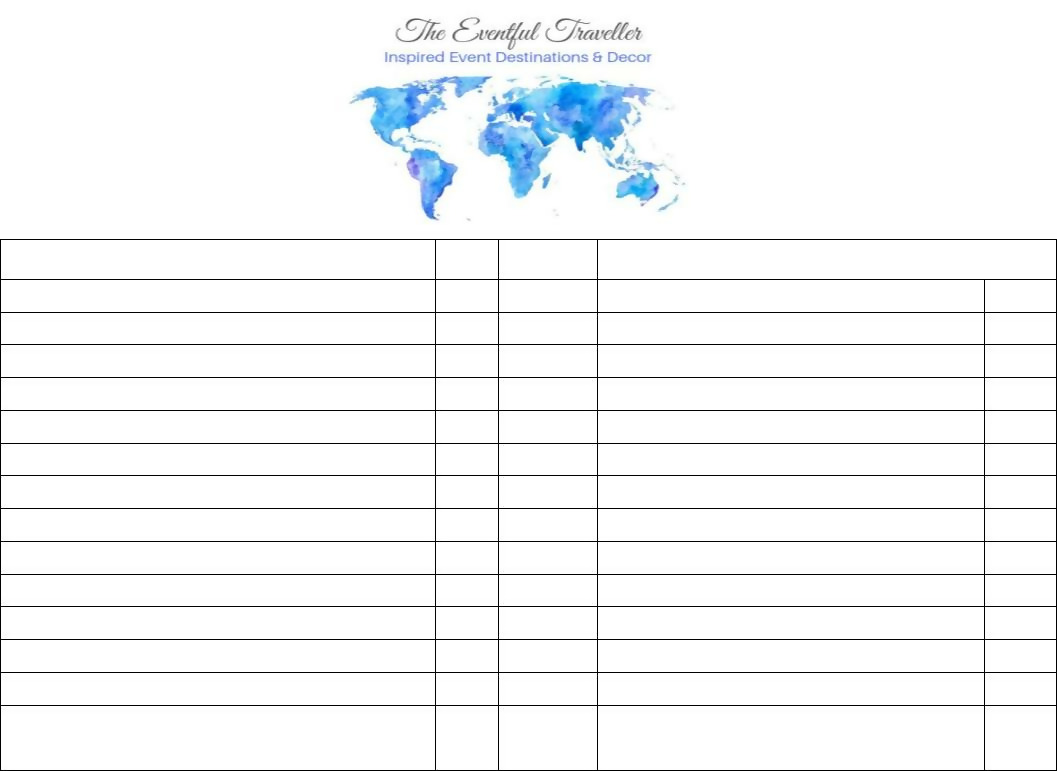 The Eventful Traveller
Inspired Event Destinations & Decor